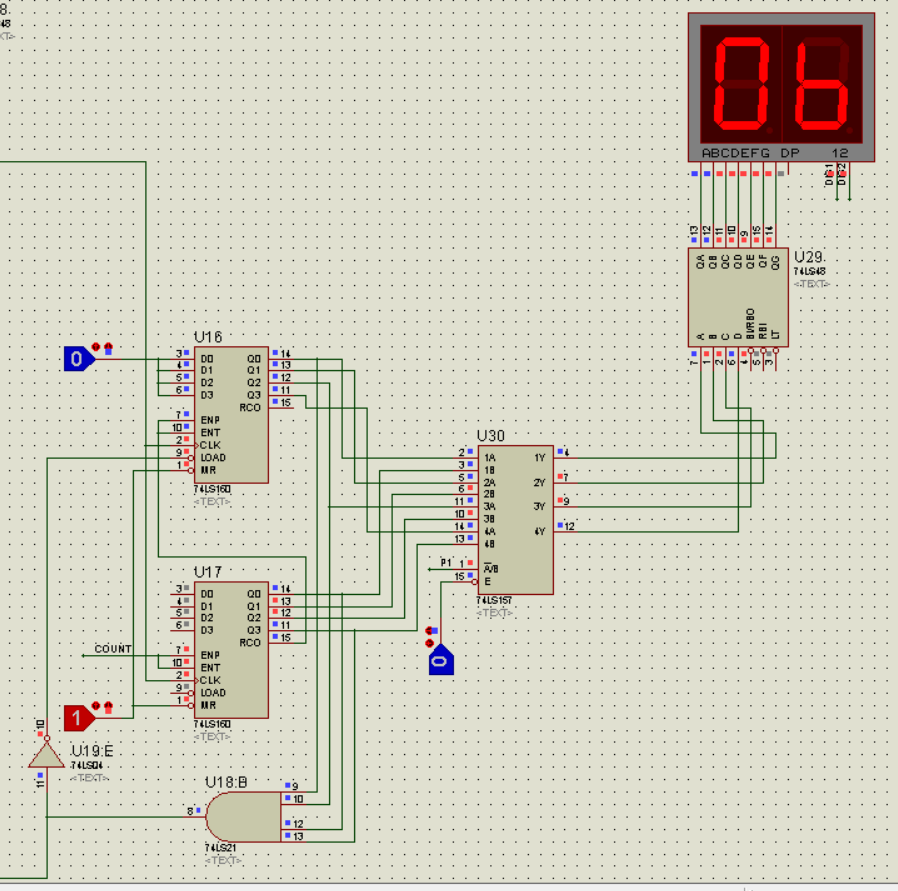 8.
48
ABCDEFG DP 12
DIG1
DIG2
13 12 11 10 9 15 14
QA QB QC QD QE QF QG
U29.
74LS48
<TEXT>
A B C D BI/RBO RBI LT
7 1 2 6 4 5 3
0
U16
3 D0 Q0 14
4 D1 Q1 13
5 D2 Q2 12
6 D3 Q3 11
RCO 15
7 ENP
10 ENT
2 CLK
9 LOAD
1 MR
74LS160
<TEXT>
U30
2 1A 1Y 4
3 1B
5 2A 2Y 7
6 2B
11 3A 3Y 9
10 3B
14 4A 4Y 12
13 4B
P1 1 A/B
15 E
74LS157
<TEXT>
0
U17
3 D0 Q0 14
4 D1 Q1 13
5 D2 Q2 12
6 D3 Q3 11
RCO 15
COUNT 7 ENP
10 ENT
2 CLK
9 LOAD
1 MR
74LS160
<TEXT>
1
10
U19:E
74LS04
<TEXT>
11
U18:B
9
10
8
12
13
74LS21
<TEXT>